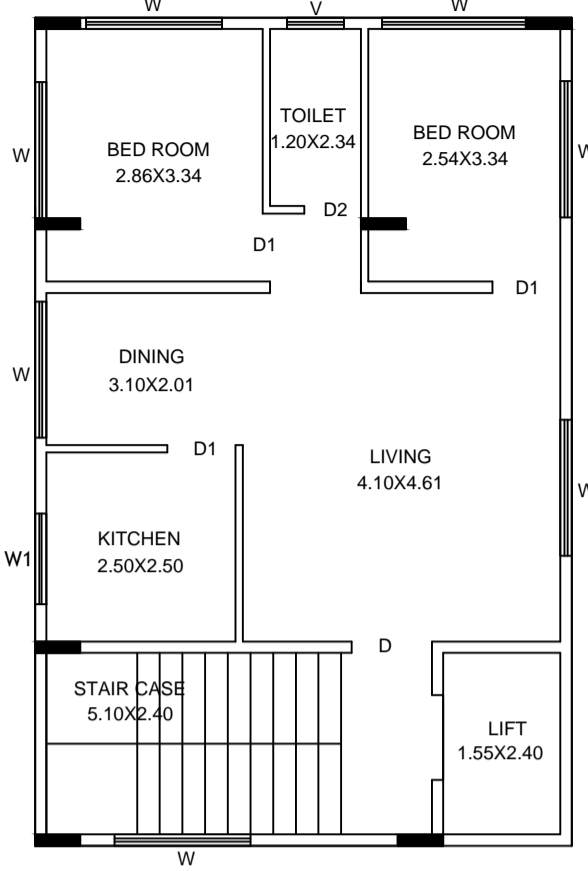 W
V
W
TOILET
1.20X2.34
BED ROOM
2.86X3.34
BED ROOM
2.54X3.34
W
W
D2
D1
D1
DINING
3.10X2.01
W
D1
LIVING
4.10X4.61
W
KITCHEN
2.50X2.50
W1
D
STAIR CASE
5.10X2.40
LIFT
1.55X2.40
W